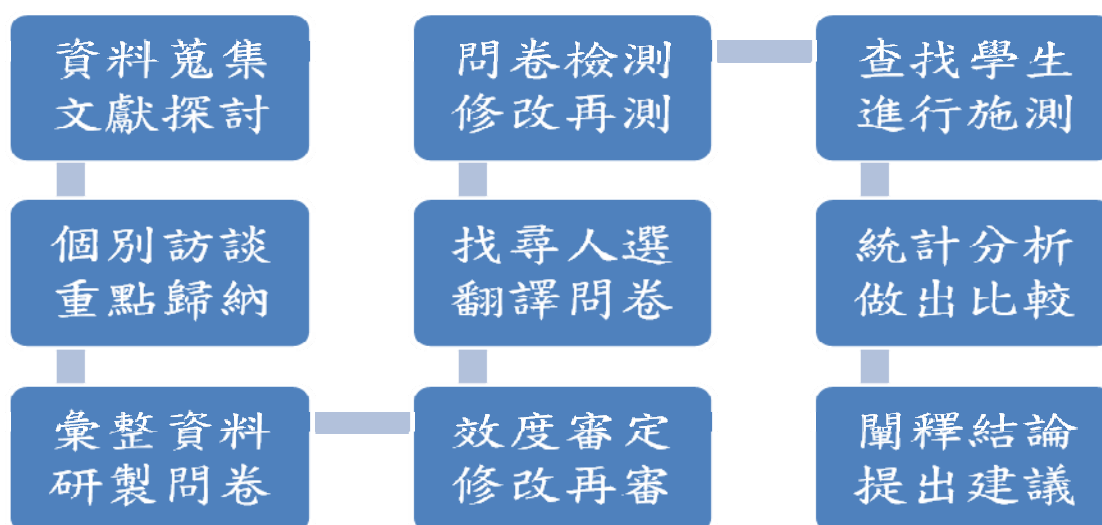 資料蒐集
文獻探討
個別訪談
重點歸納
彙整資料
研製問卷
效度審定
修改再審
找尋人選
翻譯問卷
問卷檢測
修改再測
查找學生
進行施測
統計分析
做出比較
闡釋結論
提出建議